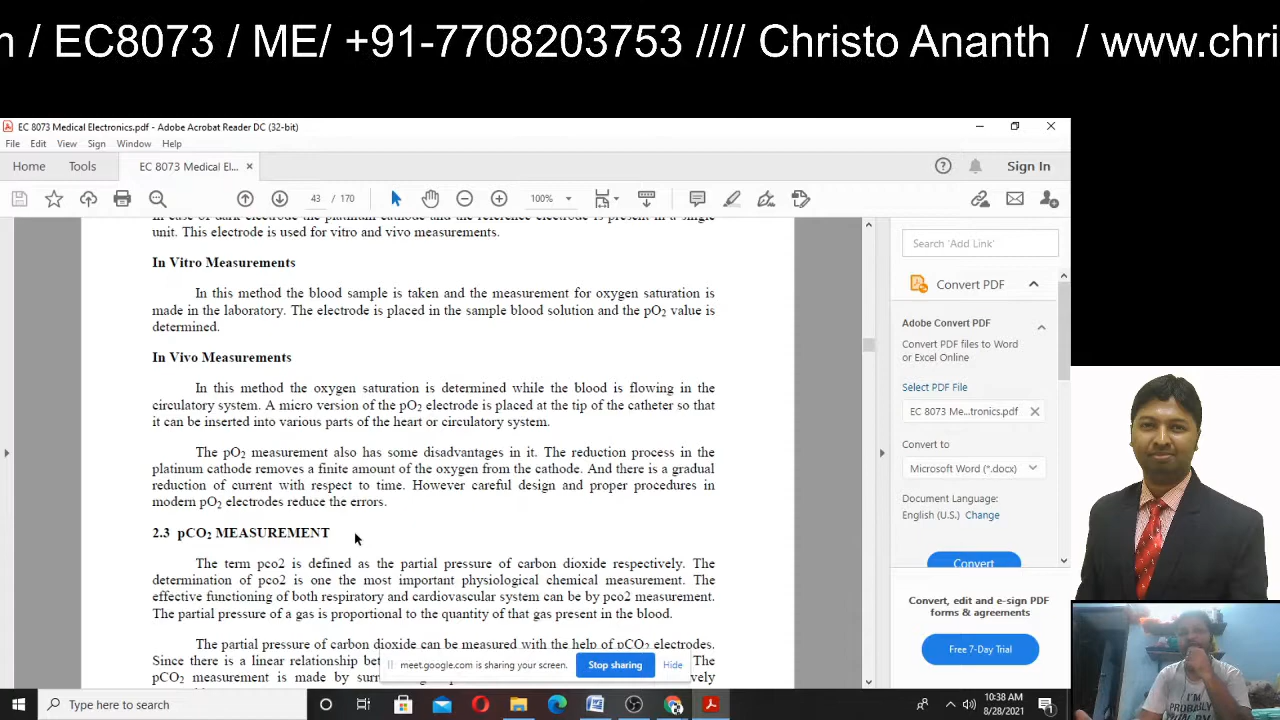 / EC8073 / ME/ +91-7708203753 //// Christo Ananth / www.chri
EC 8073 Medical Electronics.pdf - Adobe Acrobat Reader DC (32-bit)
File Edit View Sign Window Help
Home Tools EC 8073 Medical El... × Sign In
43 / 170 100%
unit. This electrode is used for vitro and vivo measurements.
In Vitro Measurements
In this method the blood sample is taken and the measurement for oxygen saturation is
made in the laboratory. The electrode is placed in the sample blood solution and the pO2 value is
determined.
In Vivo Measurements
In this method the oxygen saturation is determined while the blood is flowing in the
circulatory system. A micro version of the pO2 electrode is placed at the tip of the catheter so that
it can be inserted into various parts of the heart or circulatory system.
The pO2 measurement also has some disadvantages in it. The reduction process in the
platinum cathode removes a finite amount of the oxygen from the cathode. And there is a gradual
reduction of current with respect to time. However careful design and proper procedures in
modern pO2 electrodes reduce the errors.
2.3 pCO2 MEASUREMENT
The term pco2 is defined as the partial pressure of carbon dioxide respectively. The
determination of pco2 is one the most important physiological chemical measurement. The
effective functioning of both respiratory and cardiovascular system can be by pco2 measurement.
The partial pressure of a gas is proportional to the quantity of that gas present in the blood.
The partial pressure of carbon dioxide can be measured with the help of pCO2 electrodes.
Since there is a linear relationship The
pCO2 measurement is made by
Search 'Add Link'
Convert PDF
Adobe Convert PDF
Convert PDF files to Word
or Excel Online
Select PDF File
EC 8073 Me...tronics.pdf
Convert to
Microsoft Word (*.docx)
Document Language:
English (U.S.) Change
Convert
Convert, edit and e-sign PDF
forms & agreements
Free 7-Day Trial
meet.google.com is sharing your screen. Stop sharing Hide
I'M
PROBABLY
Type here to search
10:38 AM
8/28/2021
1